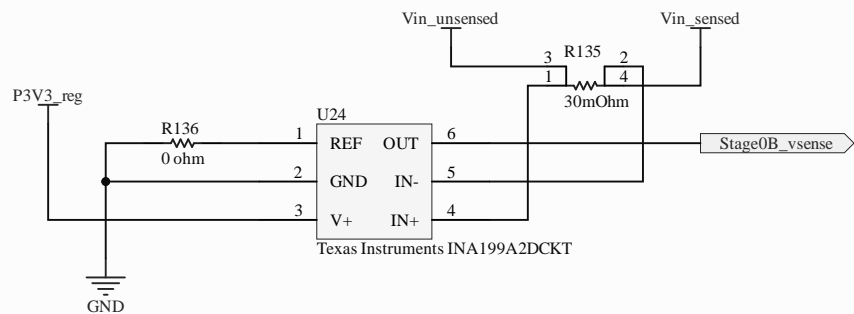 Vin_unsensed
Vin_sensed
R135
3
2
1
4
30mOhm
P3V3_reg
U24
R136
0 ohm
1
REF
OUT
6
Stage0B_vsense
2
GND
IN-
5
3
V+
IN+
4
Texas Instruments INA199A2DCKT
GND